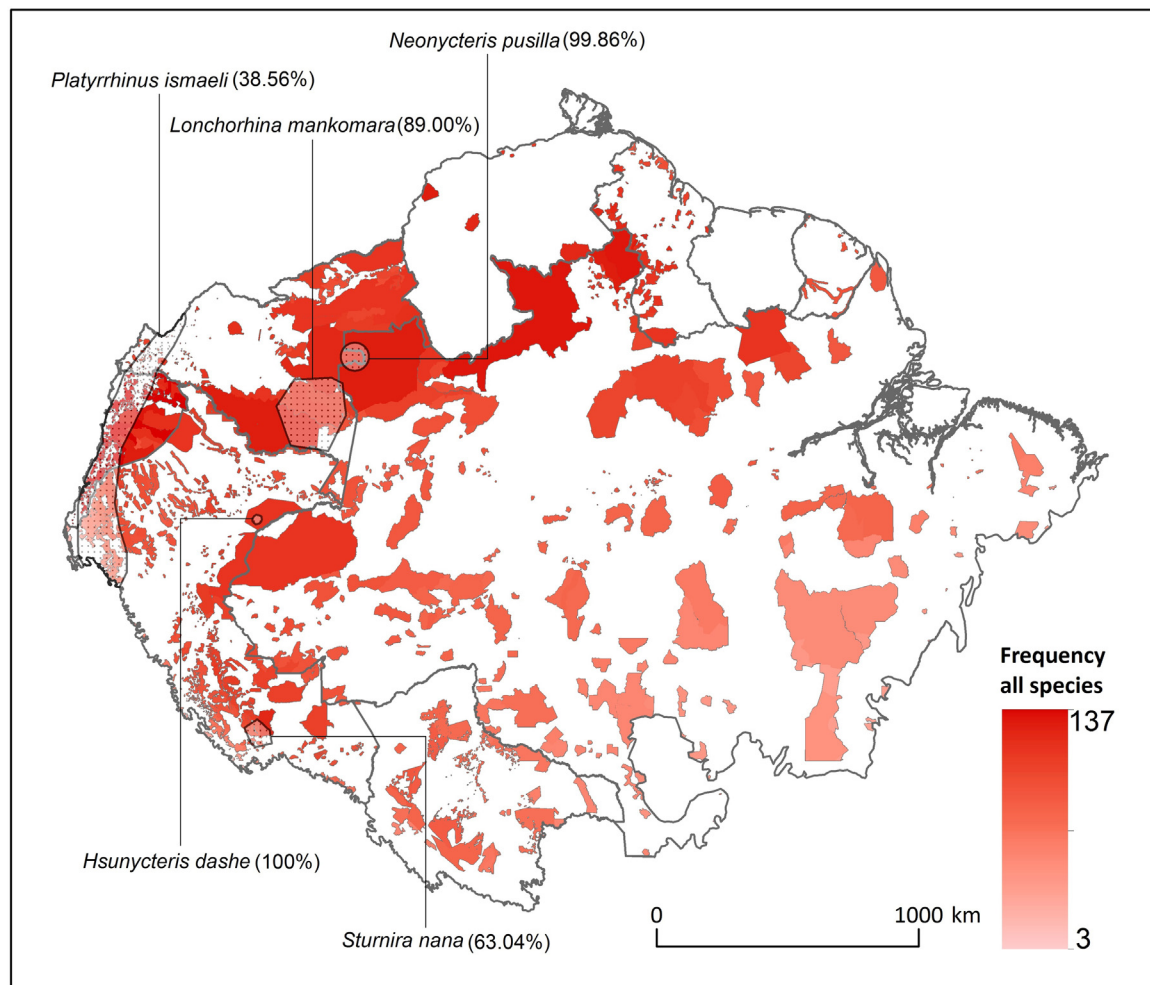 Neonycteris pusilla (99.86%)
Platyrrhinus ismaeli (38.56%)
Lonchorhina mankomara (89.00%)
Frequency
all species
137
3
Hsunycteris dashe (100%)
Sturnira nana (63.04%)
0 1000 km